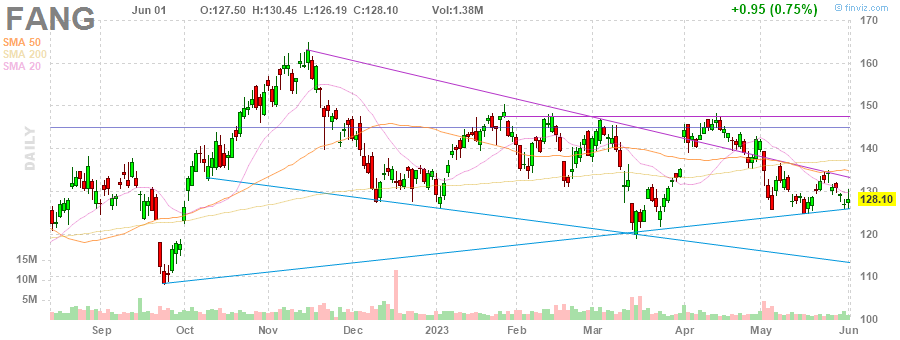 FANG Jun 01 O:127.50 H:130.45 L:126.19 C:128.10 Vol:1.38M +0.95 (0.75%) © finviz.com
SMA 50
SMA 200
SMA 20
DAILY
170
160
150
140
130
128.10
120
110
100
15M
10M
5M
Sep Oct Nov Dec 2023 Feb Mar Apr May Jun